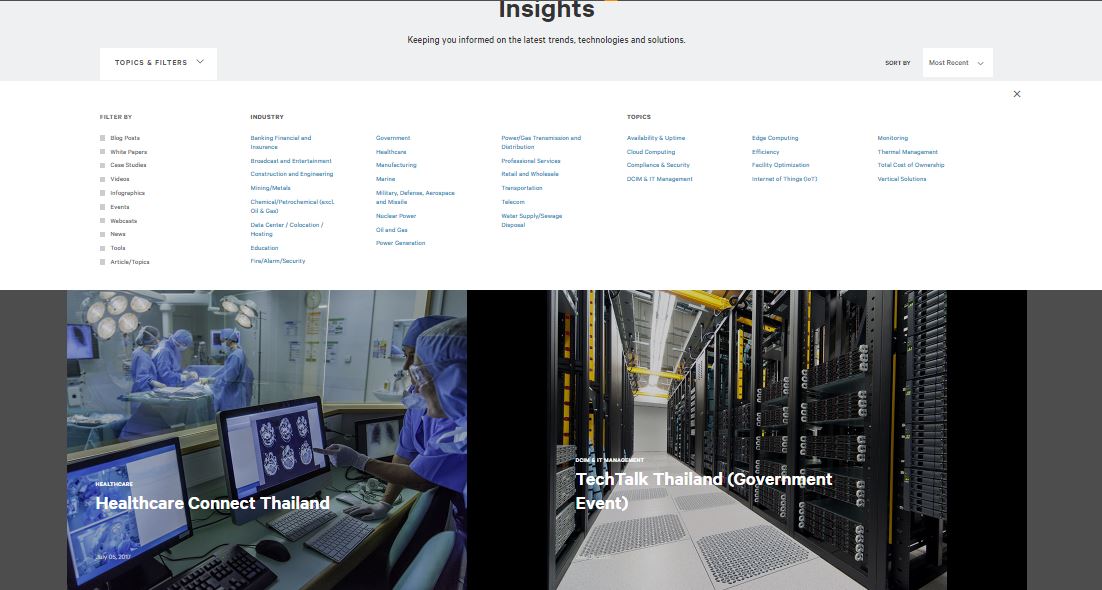 Insights
Keeping you informed on the latest trends, technologies and solutions.
TOPICS & FILTERS
SORT BY
Most Recent
FILTER BY
Blog Posts
White Papers
Case Studies
Videos
Infographics
Events
Webcasts
News
Tools
Article/Topics
INDUSTRY
Banking Financial and
Insurance
Broadcast and Entertainment
Construction and Engineering
Mining/Metals
Chemical/Petrochemical (excl.
Oil & Gas)
Data Center / Colocation /
Hosting
Education
Fire/Alarm/Security
Government
Healthcare
Manufacturing
Marine
Military, Defense, Aerospace
and Missile
Nuclear Power
Oil and Gas
Power Generation
Power/Gas Transmission and
Distribution
Professional Services
Retail and Wholesale
Transportation
Telecom
Water Supply/Sewage
Disposal
TOPICS
Availability & Uptime
Cloud Computing
Compliance & Security
DCIM & IT Management
Edge Computing
Efficiency
Facility Optimization
Internet of Things (IoT)
Monitoring
Thermal Management
Total Cost of Ownership
Vertical Solutions
HEALTHCARE
Healthcare Connect Thailand
July 05, 2017
DCIM & IT MANAGEMENT
TechTalk Thailand (Government
Event)